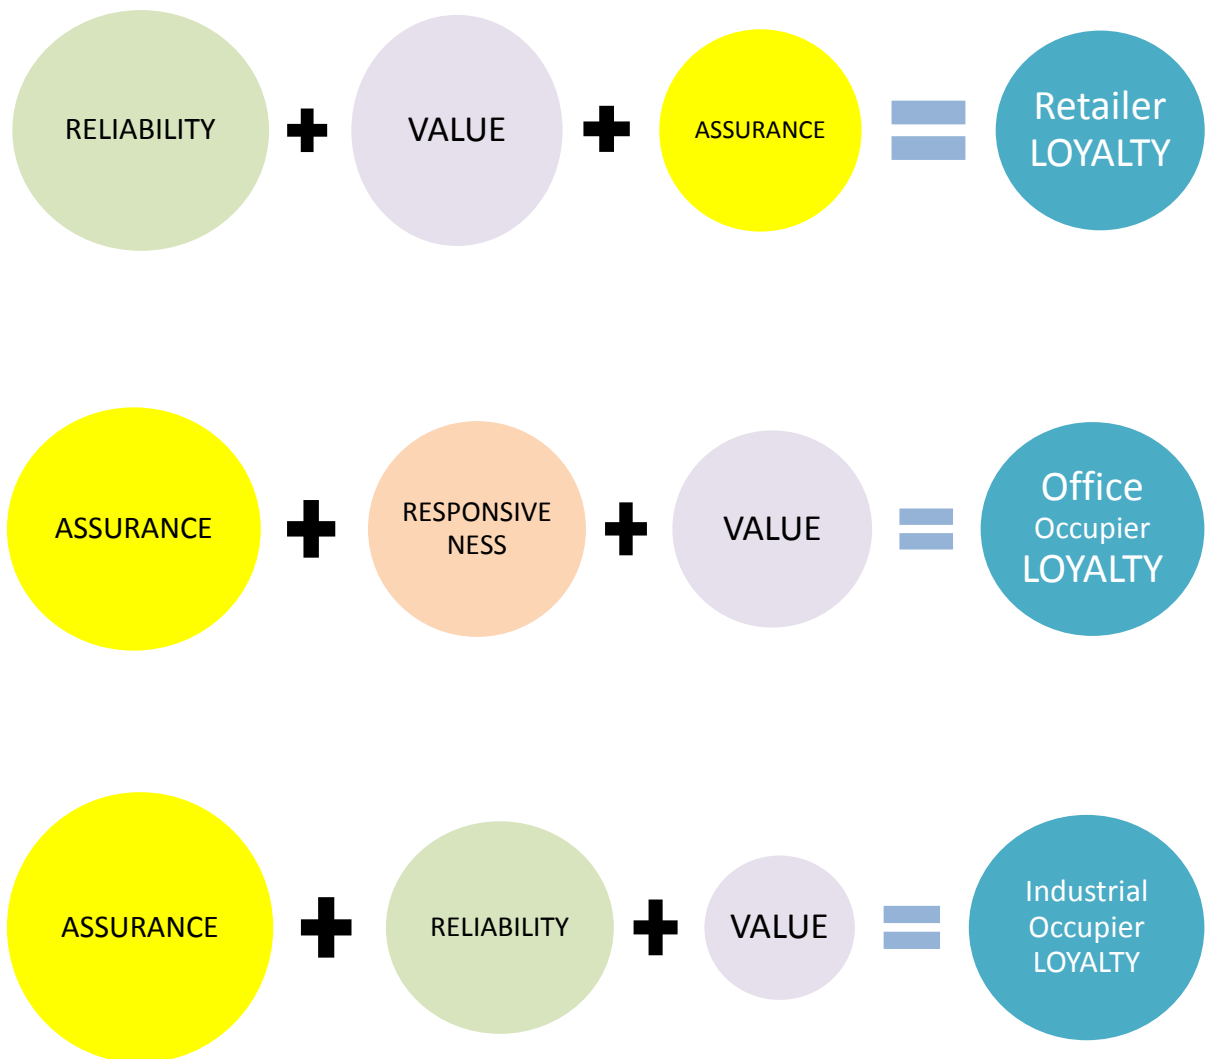 RELIABILITY
+
VALUE
+
ASSURANCE
=
Retailer
LOYALTY
ASSURANCE
+
RESPONSIVE
NESS
+
VALUE
=
Office
Occupier
LOYALTY
ASSURANCE
+
RELIABILITY
+
VALUE
=
Industrial
Occupier
LOYALTY